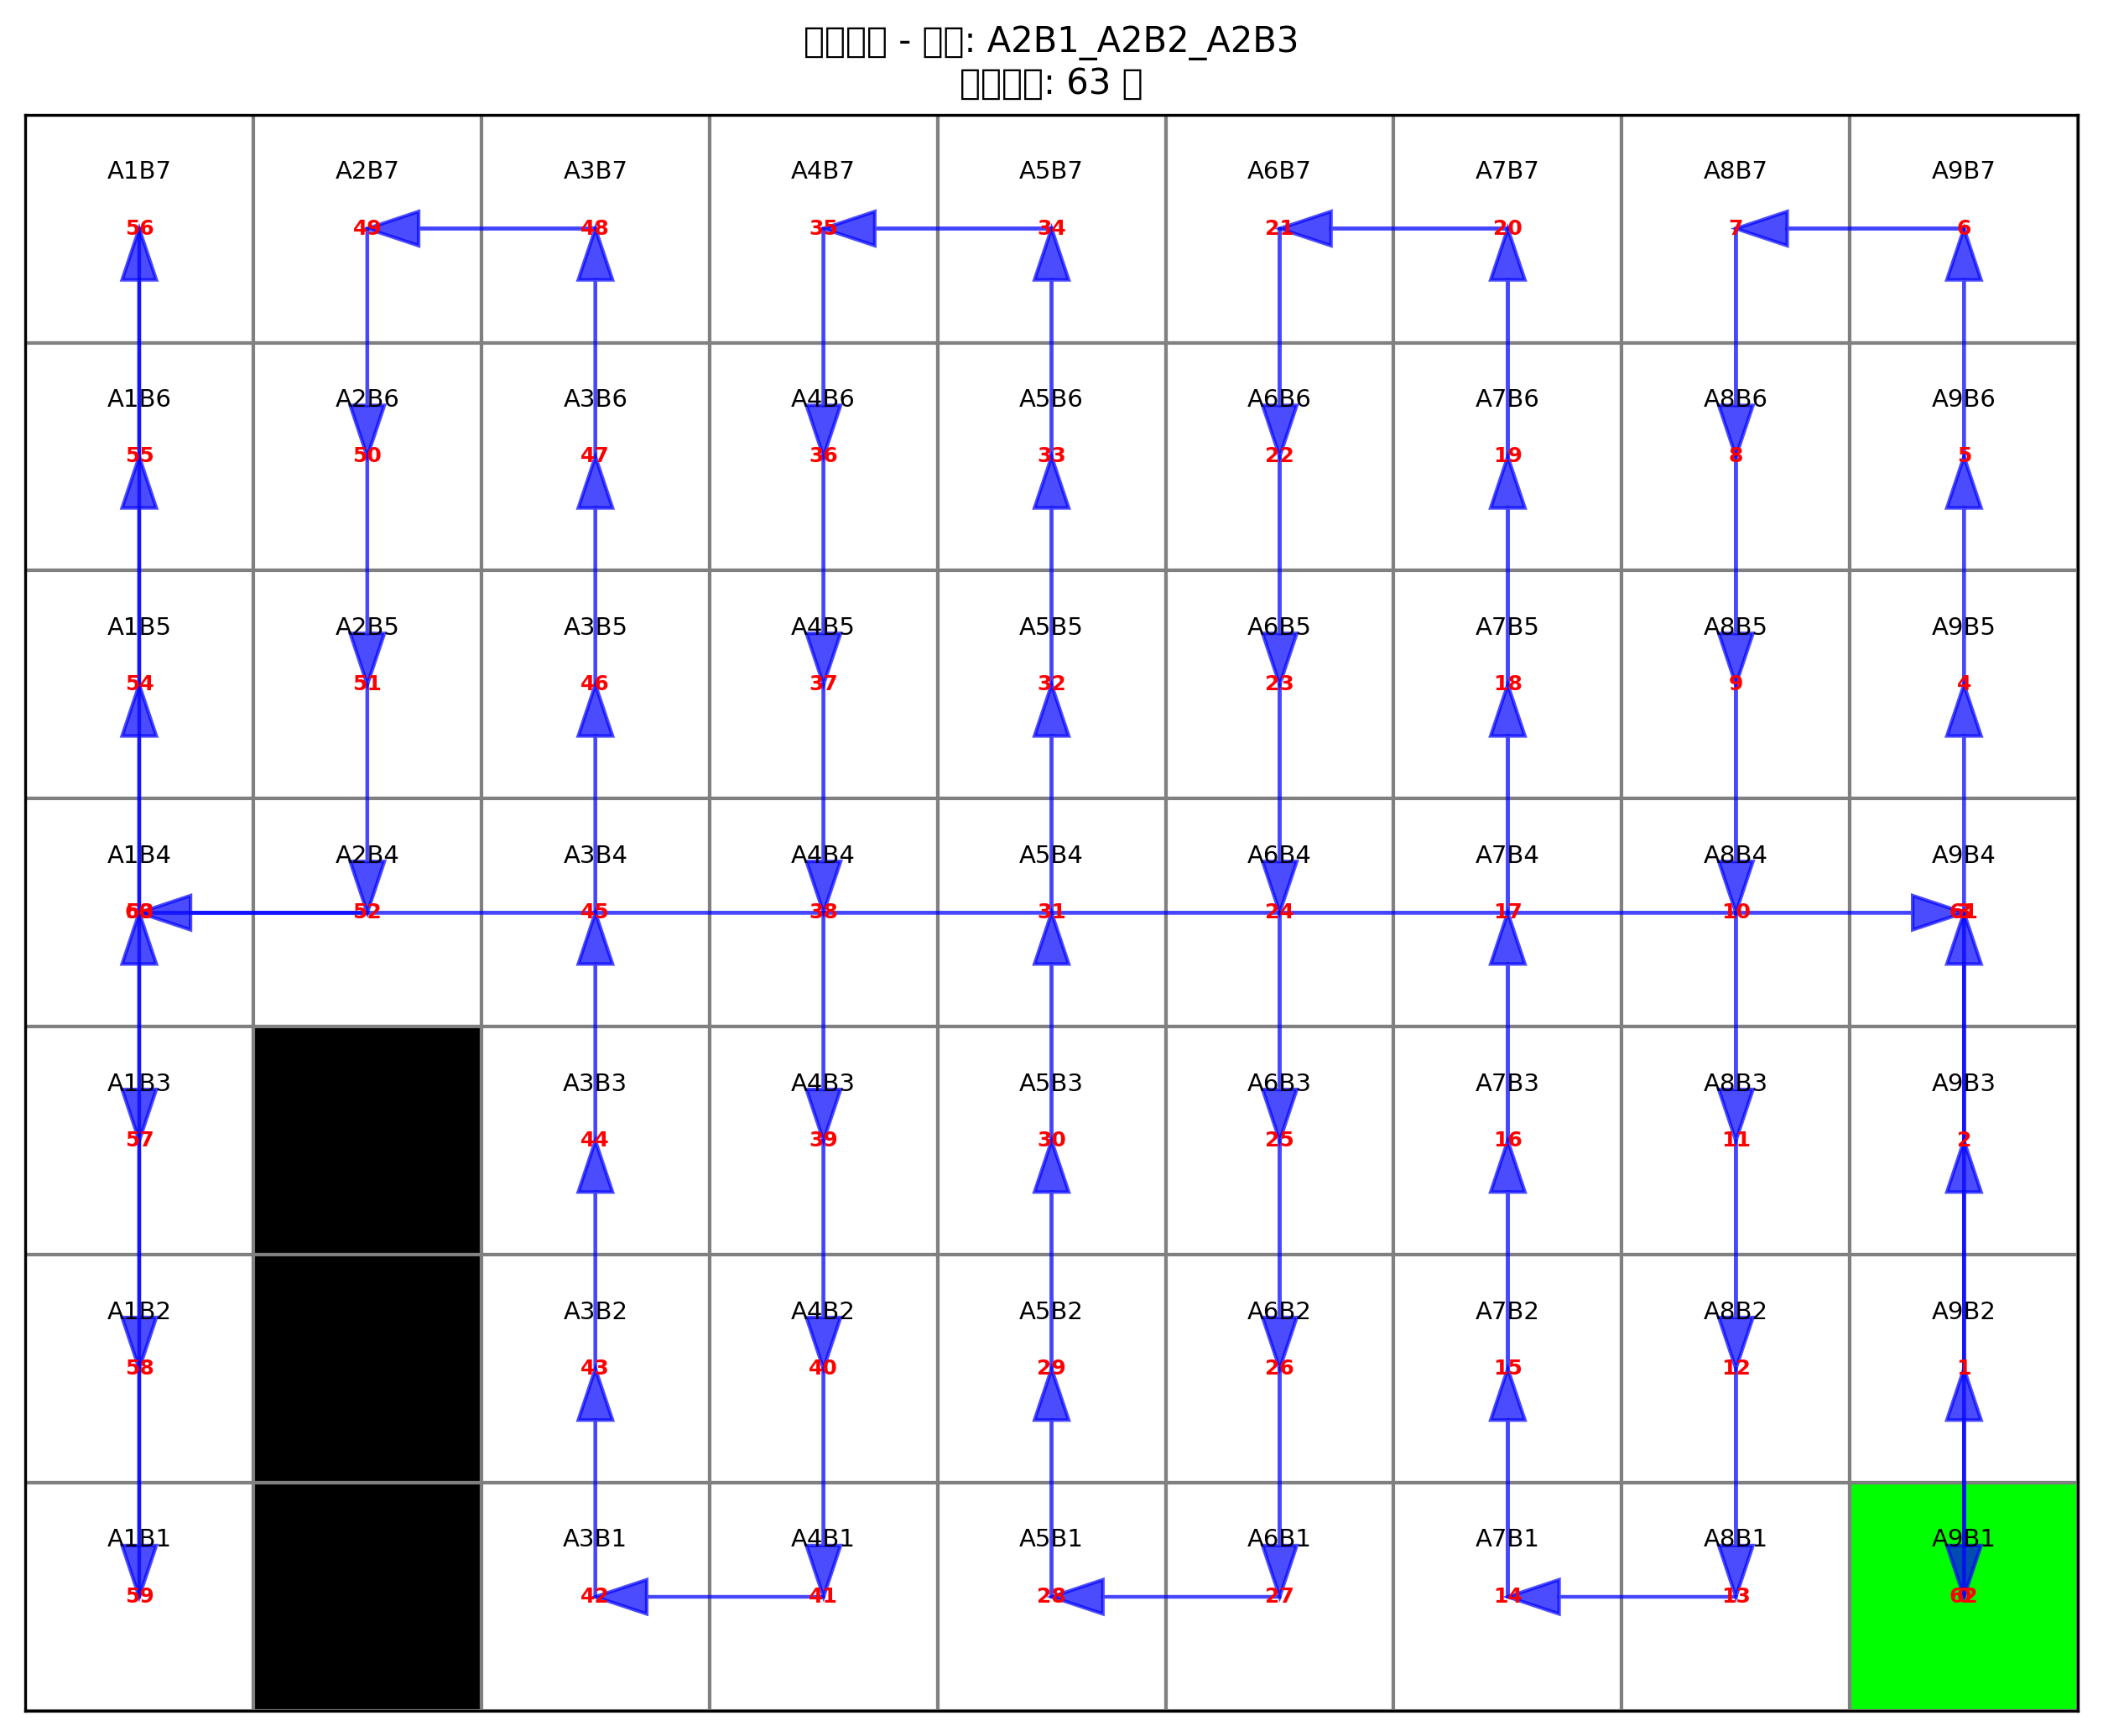 □□□□ - □□: A2B1_A2B2_A2B3
□□□□: 63 □
A1B7 A2B7 A3B7 A4B7 A5B7 A6B7 A7B7 A8B7 A9B7
56 49 48 35 34 21 20 7 6
A1B6 A2B6 A3B6 A4B6 A5B6 A6B6 A7B6 A8B6 A9B6
55 50 47 36 33 22 19 8 5
A1B5 A2B5 A3B5 A4B5 A5B5 A6B5 A7B5 A8B5 A9B5
54 51 46 37 32 23 18 9 4
A1B4 A2B4 A3B4 A4B4 A5B4 A6B4 A7B4 A8B4 A9B4
52 45 38 31 24 17 10
A1B3 A3B3 A4B3 A5B3 A6B3 A7B3 A8B3 A9B3
57 44 39 30 25 16 11 2
A1B2 A3B2 A4B2 A5B2 A6B2 A7B2 A8B2 A9B2
58 43 40 29 26 15 12 1
A1B1 A3B1 A4B1 A5B1 A6B1 A7B1 A8B1 A9B1
59 42 41 28 27 14 13 62